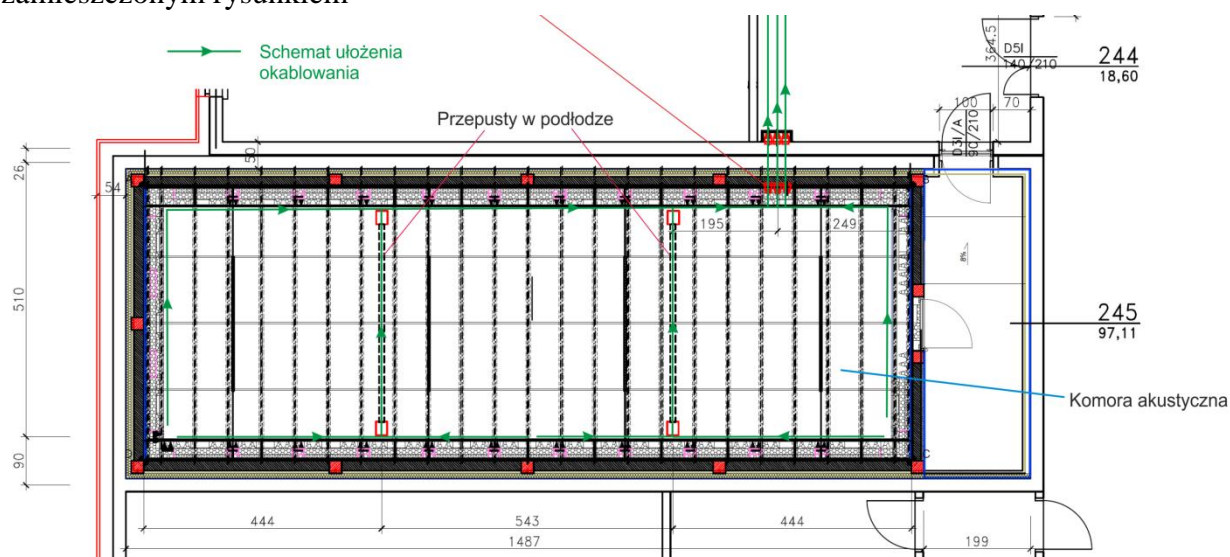 zamieszczonym rysunkiem
Schemat ułożenia
okablowania
364.5
D5I
140/210
244
18,60
Przepusty w podłodze
100
70
D3I/A
90/210
50
26
54
B
195
249
8%
510
245
97,11
Komora akustyczna
90
C
444
543
444
1487
199